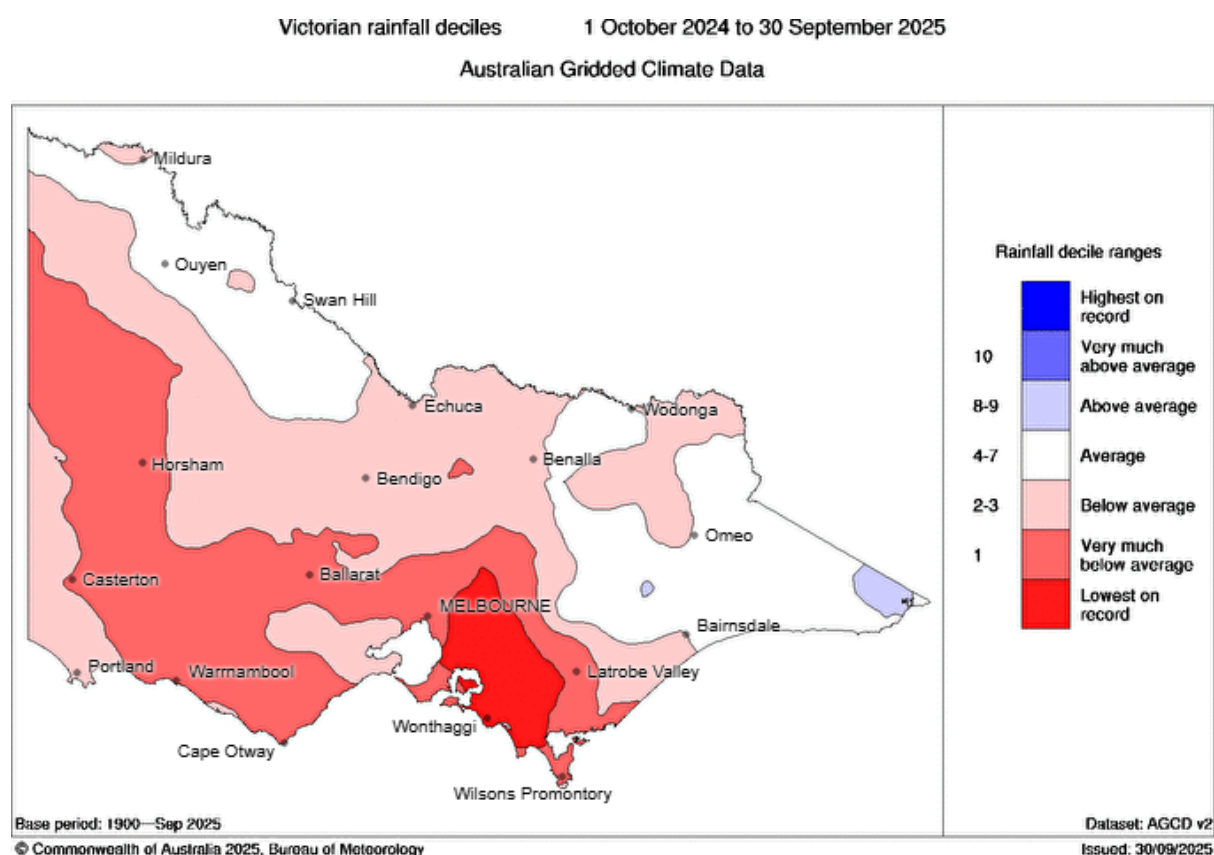 Victorian rainfall deciles 1 October 2024 to 30 September 2025
Australian Gridded Climate Data
Mildura
Ouyen
Swan Hill
Echuca
Wodonga
Horsham
Bendigo
Benalla
Omeo
Casterton
Ballarat
MELBOURNE
Bairnsdale
Portland
Warrnambool
Latrobe Valley
Wonthaggi
Cape Otway
Wilsons Promontory
Rainfall decile ranges
Highest on
record
10 Very much
above average
8-9 Above average
4-7 Average
2-3 Below average
1 Very much
below average
Lowest on
record
Base period: 1900—Sep 2025
Dataset: AGCD v2
© Commonwealth of Australia 2025, Bureau of Meteorology
Issued: 30/09/2025